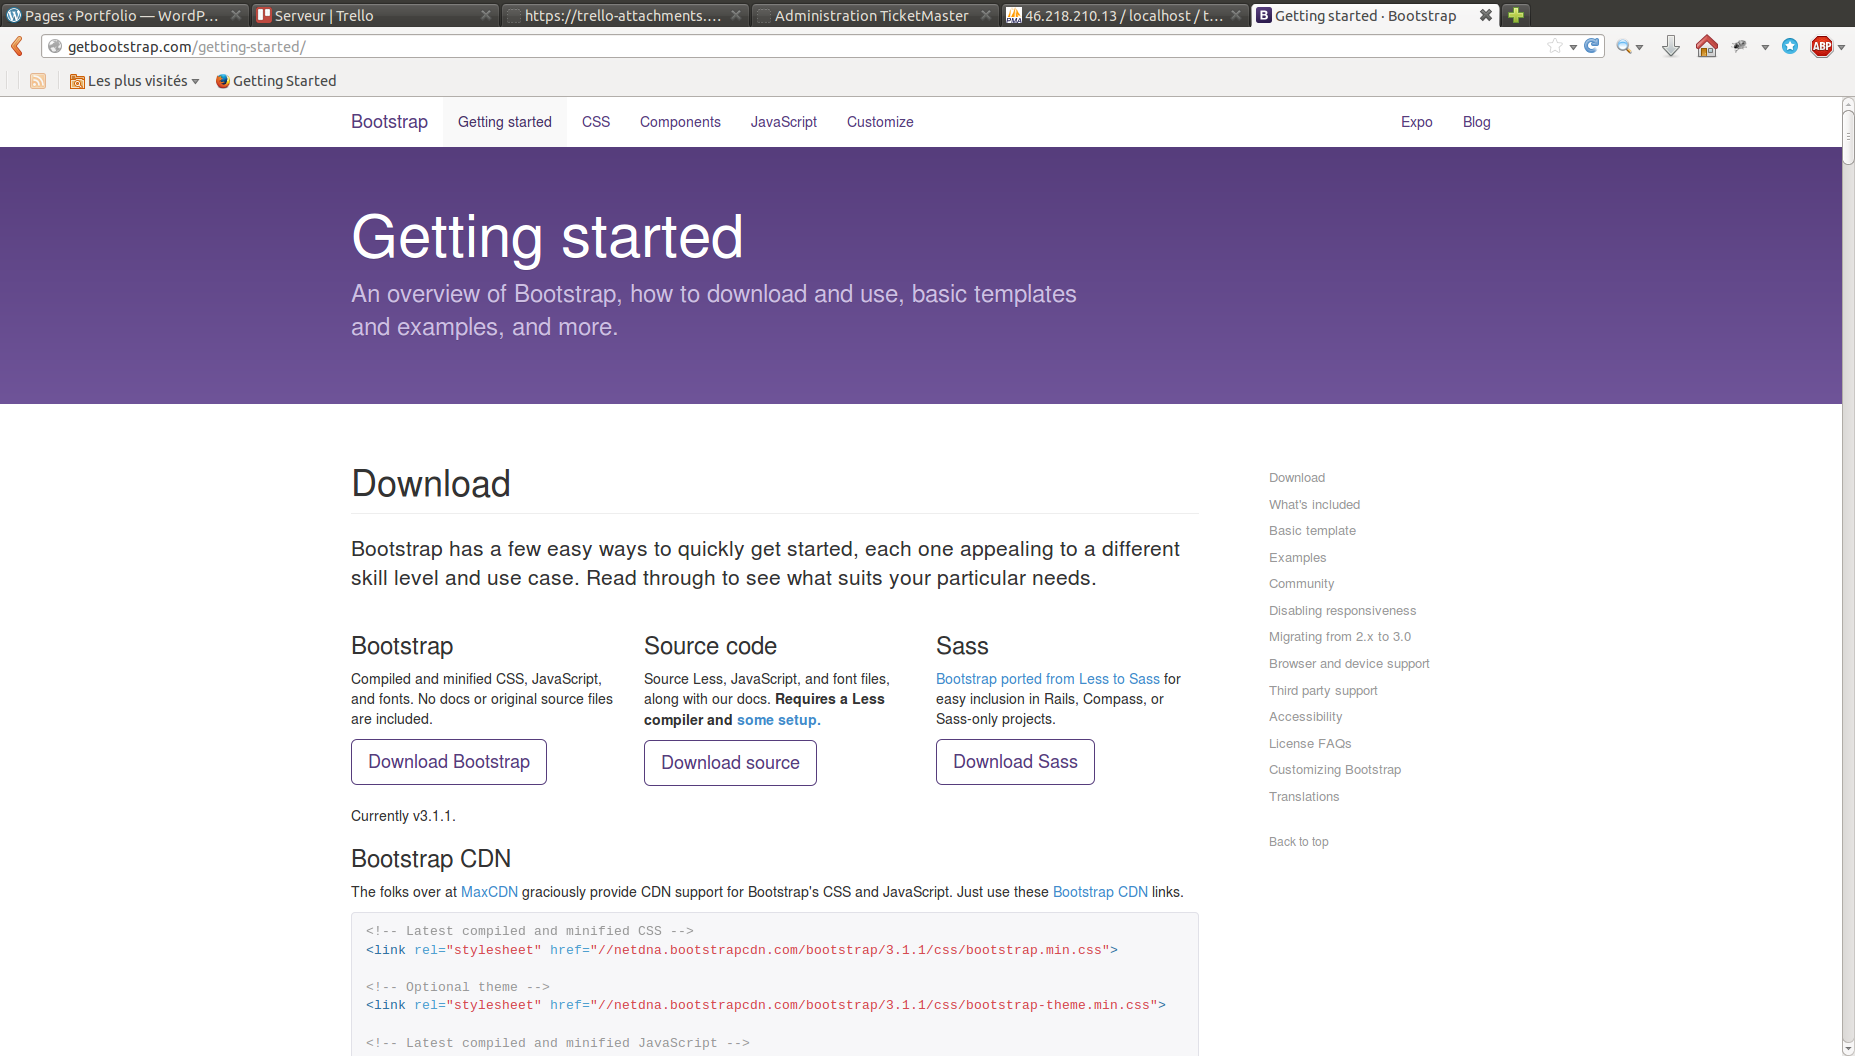 Pages ‹ Portfolio — WordP...
Serveur | Trello
https://trello-attachments....
Administration TicketMaster
46.218.210.13 / localhost / t...
Getting started · Bootstrap
getbootstrap.com/getting-started/
ABP
Les plus visités
Getting Started
Bootstrap
Getting started
CSS
Components
JavaScript
Customize
Expo
Blog
Getting started
An overview of Bootstrap, how to download and use, basic templates
and examples, and more.
Download
Bootstrap has a few easy ways to quickly get started, each one appealing to a different
skill level and use case. Read through to see what suits your particular needs.
Bootstrap
Compiled and minified CSS, JavaScript,
and fonts. No docs or original source files
are included.
Download Bootstrap
Source code
Source Less, JavaScript, and font files,
along with our docs. Requires a Less
compiler and some setup.
Download source
Sass
Bootstrap ported from Less to Sass for
easy inclusion in Rails, Compass, or
Sass-only projects.
Download Sass
Currently v3.1.1.
Bootstrap CDN
The folks over at MaxCDN graciously provide CDN support for Bootstrap's CSS and JavaScript. Just use these Bootstrap CDN links.
<!-- Latest compiled and minified CSS -->
<link rel="stylesheet" href="//netdna.bootstrapcdn.com/bootstrap/3.1.1/css/bootstrap.min.css">
<!-- Optional theme -->
<link rel="stylesheet" href="//netdna.bootstrapcdn.com/bootstrap/3.1.1/css/bootstrap-theme.min.css">
<!-- Latest compiled and minified JavaScript -->
Download
What's included
Basic template
Examples
Community
Disabling responsiveness
Migrating from 2.x to 3.0
Browser and device support
Third party support
Accessibility
License FAQs
Customizing Bootstrap
Translations
Back to top